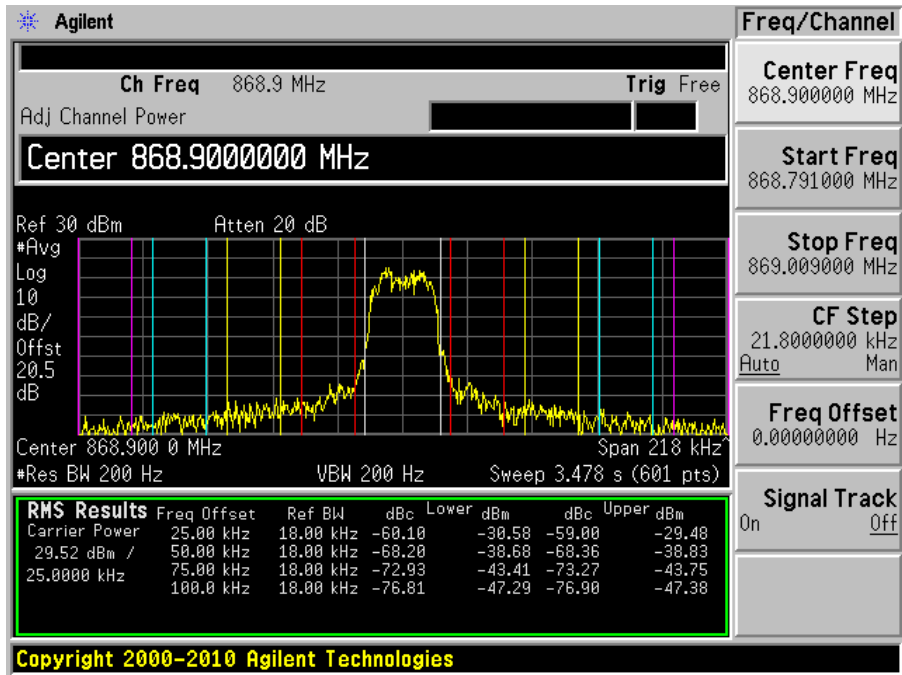 Agilent
Freq/Channel
Ch Freq 868.9 MHz Trig Free
Adj Channel Power
Center 868.9000000 MHz
Ref 30 dBm Atten 20 dB
#Avg
Log
10
dB/
Offst
20.5
dB
Center 868.900 0 MHz Span 218 kHz^
#Res BW 200 Hz VBW 200 Hz Sweep 3.478 s (601 pts)
RMS Results Freq Offset Ref BW dBc Lower dBm dBc Upper dBm
Carrier Power 25.00 kHz 18.00 kHz -60.10 -30.58 -59.00 -29.48
29.52 dBm / 50.00 kHz 18.00 kHz -68.20 -38.68 -68.36 -38.83
25.0000 kHz 75.00 kHz 18.00 kHz -72.93 -43.41 -73.27 -43.75
100.0 kHz 18.00 kHz -76.81 -47.29 -76.90 -47.38
Center Freq
868.900000 MHz
Start Freq
868.791000 MHz
Stop Freq
869.009000 MHz
CF Step
21.8000000 kHz
Auto Man
Freq Offset
0.00000000 Hz
Signal Track
On Off
Copyright 2000-2010 Agilent Technologies